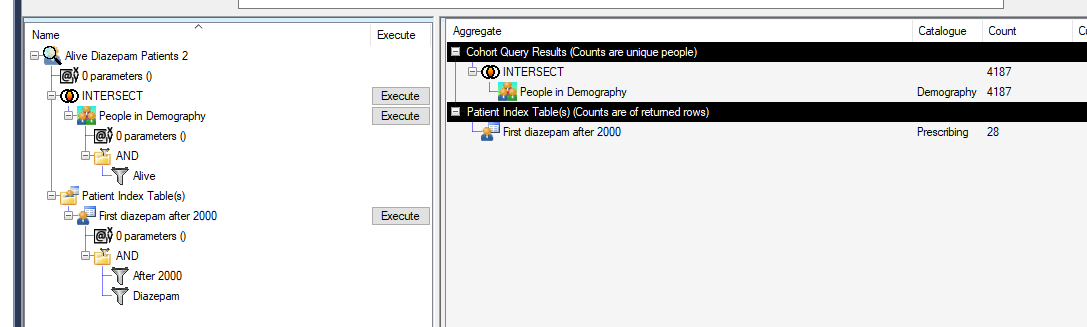 Name Execute
Alive Diazepam Patients 2
0 parameters ()
INTERSECT Execute
People in Demography Execute
0 parameters ()
AND
Alive
Patient Index Table(s)
First diazepam after 2000 Execute
0 parameters ()
AND
After 2000
Diazepam
Aggregate Catalogue Count
Cohort Query Results (Counts are unique people)
INTERSECT 4187
People in Demography Demography 4187
Patient Index Table(s) (Counts are of returned rows)
First diazepam after 2000 Prescribing 28